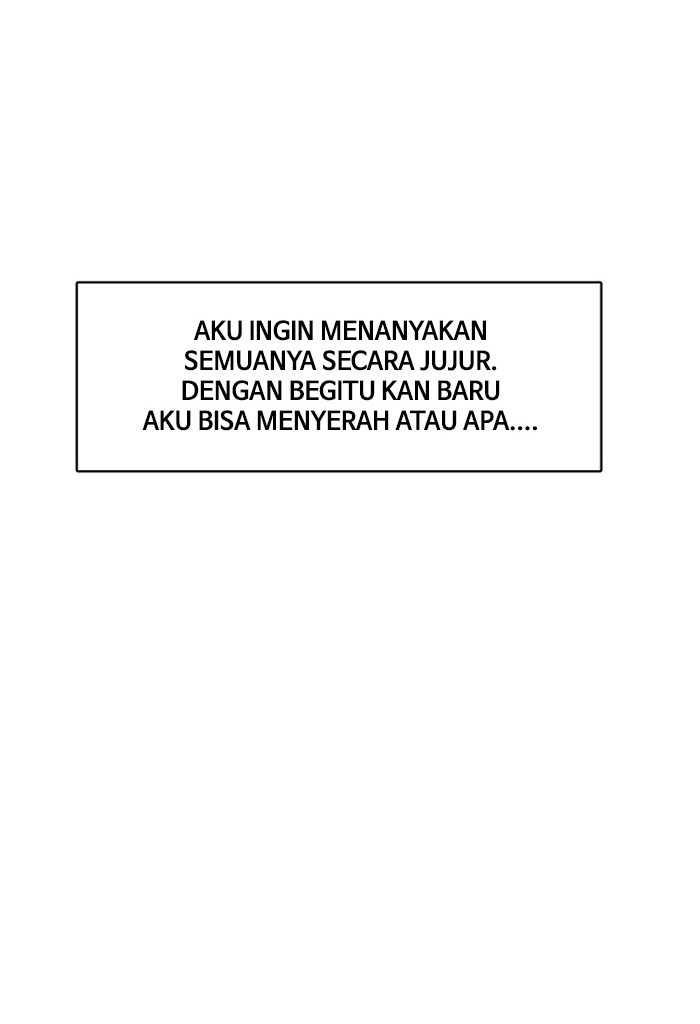 AKU INGIN MENANYAKAN
SEMUANYA SECARA JUJUR.
DENGAN BEGITU KAN BARU
AKU BISA MENYERAH ATAU APA....